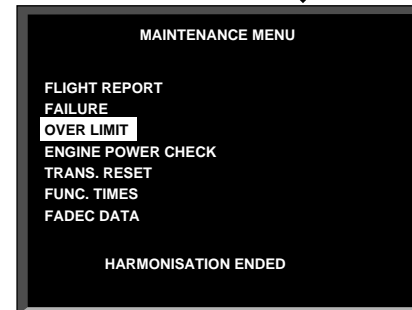 MAINTENANCE MENU
FLIGHT REPORT
FAILURE
OVER LIMIT
ENGINE POWER CHECK
TRANS. RESET
FUNC. TIMES
FADEC DATA
HARMONISATION ENDED